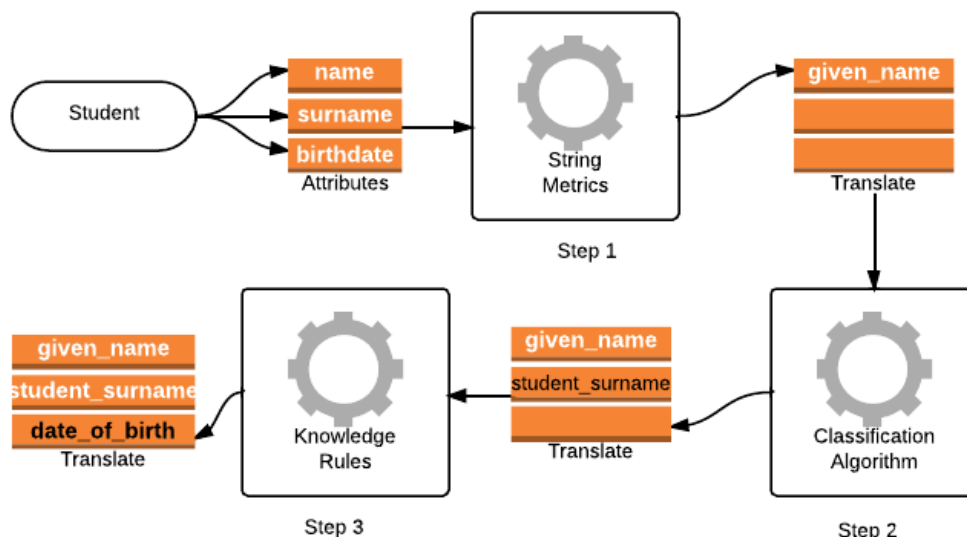 Student
name
surname
birthdate
Attributes
String
Metrics
Step 1
given_name
Translate
Classification
Algorithm
Step 2
given_name
student_surname
Translate
Knowledge
Rules
Step 3
given_name
student_surname
date_of_birth
Translate